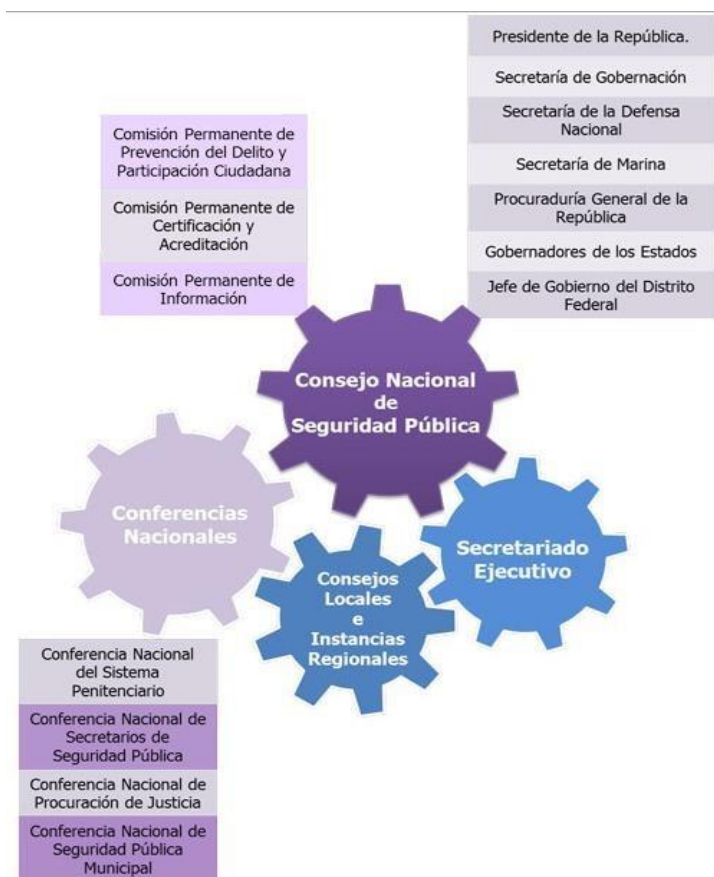 Presidente de la República.
Secretaría de Gobernación
Secretaría de la Defensa
Nacional
Secretaría de Marina
Procuraduría General de la
República
Gobernadores de los Estados
Jefe de Gobierno del Distrito
Federal
Comisión Permanente de
Prevención del Delito y
Participación Ciudadana
Comisión Permanente de
Certificación y
Acreditación
Comisión Permanente de
Información
Consejo Nacional
de
Seguridad Pública
Conferencias
Nacionales
Secretariado
Ejecutivo
Consejos
Locales
e
Instancias
Regionales
Conferencia Nacional
del Sistema
Penitenciario
Conferencia Nacional de
Secretarios de
Seguridad Pública
Conferencia Nacional de
Procuración de Justicia
Conferencia Nacional de
Seguridad Pública
Municipal